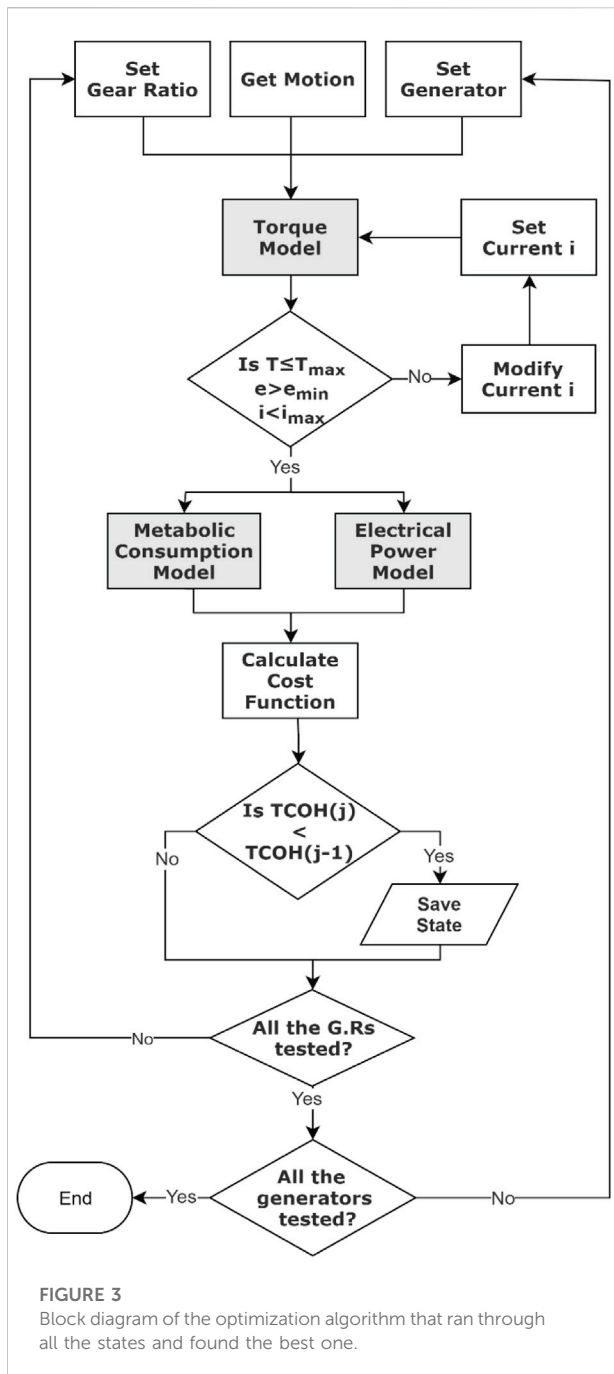 Set
Gear Ratio
Get Motion
Set
Generator
Torque
Model
Set
Current i
Is T≤Tmax
e>emin
i<imax
No
Modify
Current i
Yes
Metabolic
Consumption
Model
Electrical
Power
Model
Calculate
Cost
Function
Is TCOH(j)
<
TCOH(j-1)
No
Yes
Save
State
All the G.Rs
tested?
No
Yes
All the
generators
tested?
Yes
End
No
FIGURE 3
Block diagram of the optimization algorithm that ran through
all the states and found the best one.